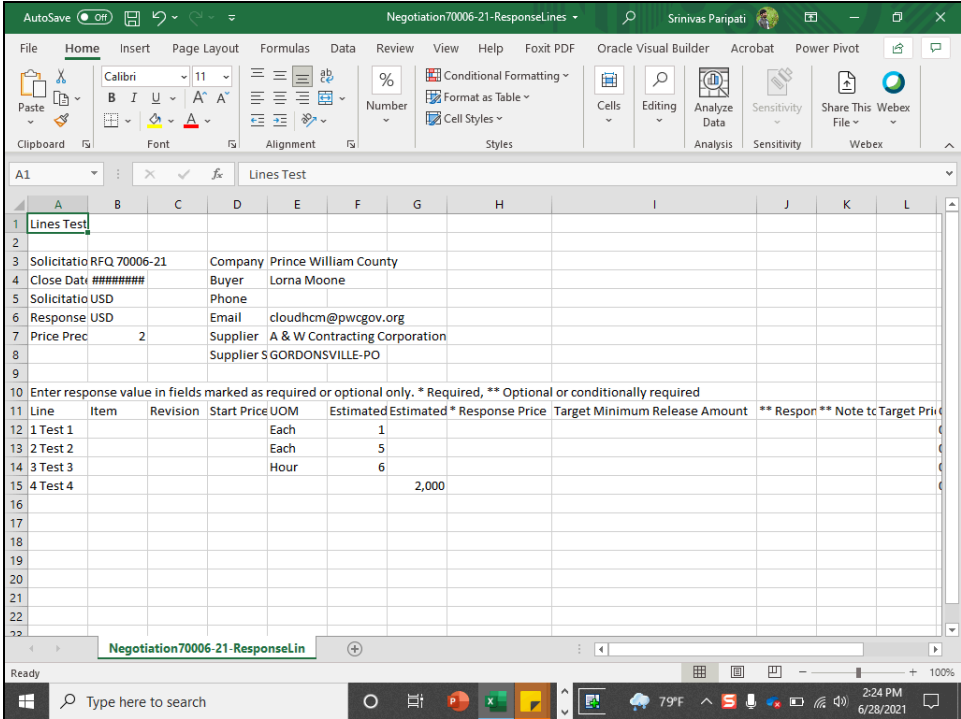 AutoSave Off Negotiation70006-21-ResponseLines Srinivas Paripati
File Home Insert Page Layout Formulas Data Review View Help Foxit PDF Oracle Visual Builder Acrobat Power Pivot
Calibri 11
Paste B I U A A
% Number
Conditional Formatting
Format as Table
Cell Styles
Cells Editing Analyze Data Sensitivity Share This File Webex
Clipboard Font Alignment Styles Analysis Sensitivity Webex
A1 fx Lines Test
A B C D E F G H I J K L
1 Lines Test
2
3 Solicitatio RFQ 70006-21 Company Prince William County
4 Close Date ######## Buyer Lorna Moone
5 Solicitatio USD Phone
6 Response USD Email cloudhcm@pwcgov.org
7 Price Prec 2 Supplier A & W Contracting Corporation
8 Supplier S GORDONSVILLE-PO
9
10 Enter response value in fields marked as required or optional only. * Required, ** Optional or conditionally required
11 Line Item Revision Start Price UOM Estimated Estimated * Response Price Target Minimum Release Amount ** Respon ** Note to Target Pri
12 1 Test 1 Each 1
13 2 Test 2 Each 5
14 3 Test 3 Hour 6
15 4 Test 4 2,000
16
17
18
19
20
21
22
23
Negotiation70006-21-ResponseLin
Ready 100%
Type here to search 79°F 2:24 PM
6/28/2021